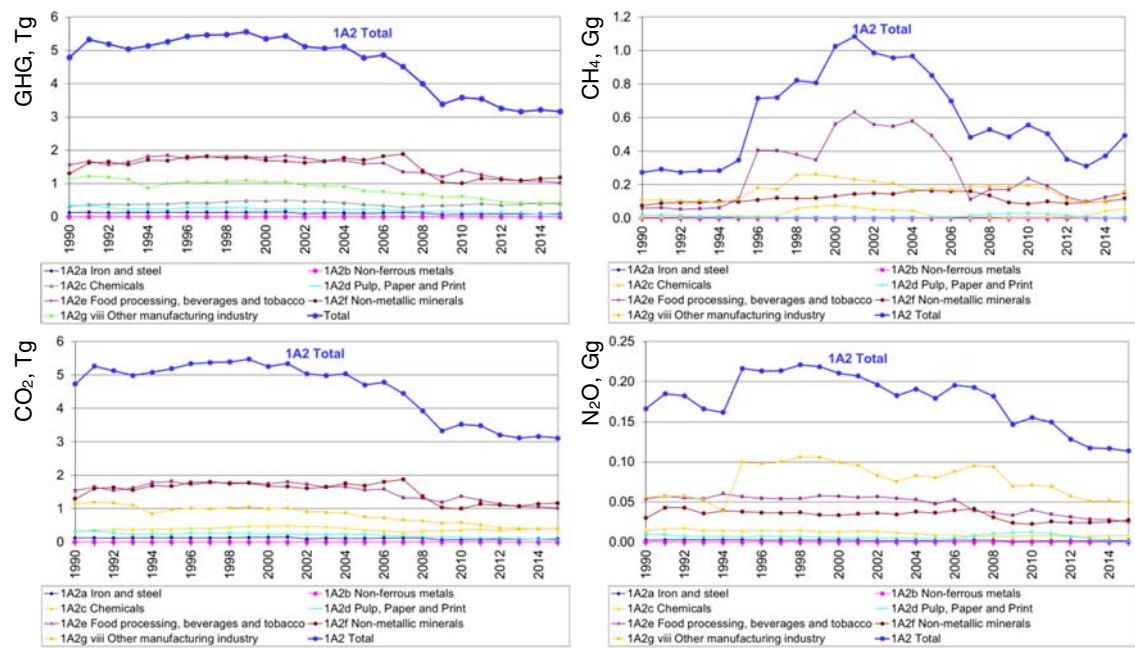 GHG, Tg
6
5
4
3
2
1
0
1A2 Total
1990
1992
1994
1996
1998
2000
2002
2004
2006
2008
2010
2012
2014
1A2a Iron and steel
1A2b Non-ferrous metals
1A2c Chemicals
1A2d Pulp, Paper and Print
1A2e Food processing, beverages and tobacco
1A2f Non-metallic minerals
1A2g viii Other manufacturing industry
Total
CH₄, Gg
1.2
1.0
0.8
0.6
0.4
0.2
0.0
1A2 Total
1990
1992
1994
1996
1998
2000
2002
2004
2006
2008
2010
2012
2014
1A2a Iron and steel
1A2b Non-ferrous metals
1A2c Chemicals
1A2d Pulp, Paper and Print
1A2e Food processing, beverages and tobacco
1A2f Non-metallic minerals
1A2g viii Other manufacturing industry
1A2 Total
CO₂, Tg
6
5
4
3
2
1
0
1A2 Total
1990
1992
1994
1996
1998
2000
2002
2004
2006
2008
2010
2012
2014
1A2a Iron and steel
1A2b Non-ferrous metals
1A2c Chemicals
1A2d Pulp, Paper and Print
1A2e Food processing, beverages and tobacco
1A2f Non-metallic minerals
1A2g viii Other manufacturing industry
1A2 Total
N₂O, Gg
0.25
0.20
0.15
0.10
0.05
0.00
1A2 Total
1990
1992
1994
1996
1998
2000
2002
2004
2006
2008
2010
2012
2014
1A2a Iron and steel
1A2b Non-ferrous metals
1A2c Chemicals
1A2d Pulp, Paper and Print
1A2e Food processing, beverages and tobacco
1A2f Non-metallic minerals
1A2g viii Other manufacturing industry
1A2 Total